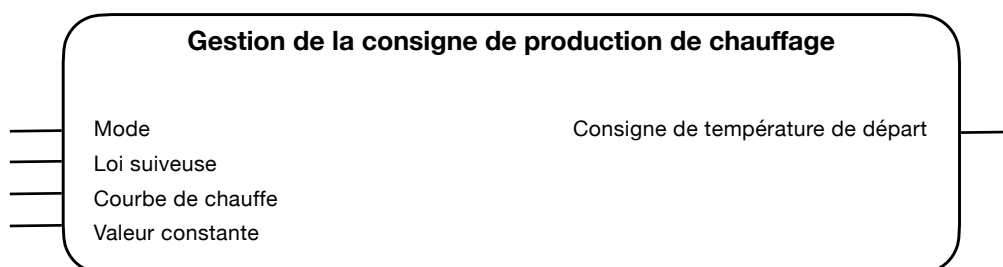 Gestion de la consigne de production de chauffage
Mode
Consigne de température de départ
Loi suiveuse
Courbe de chauffe
Valeur constante